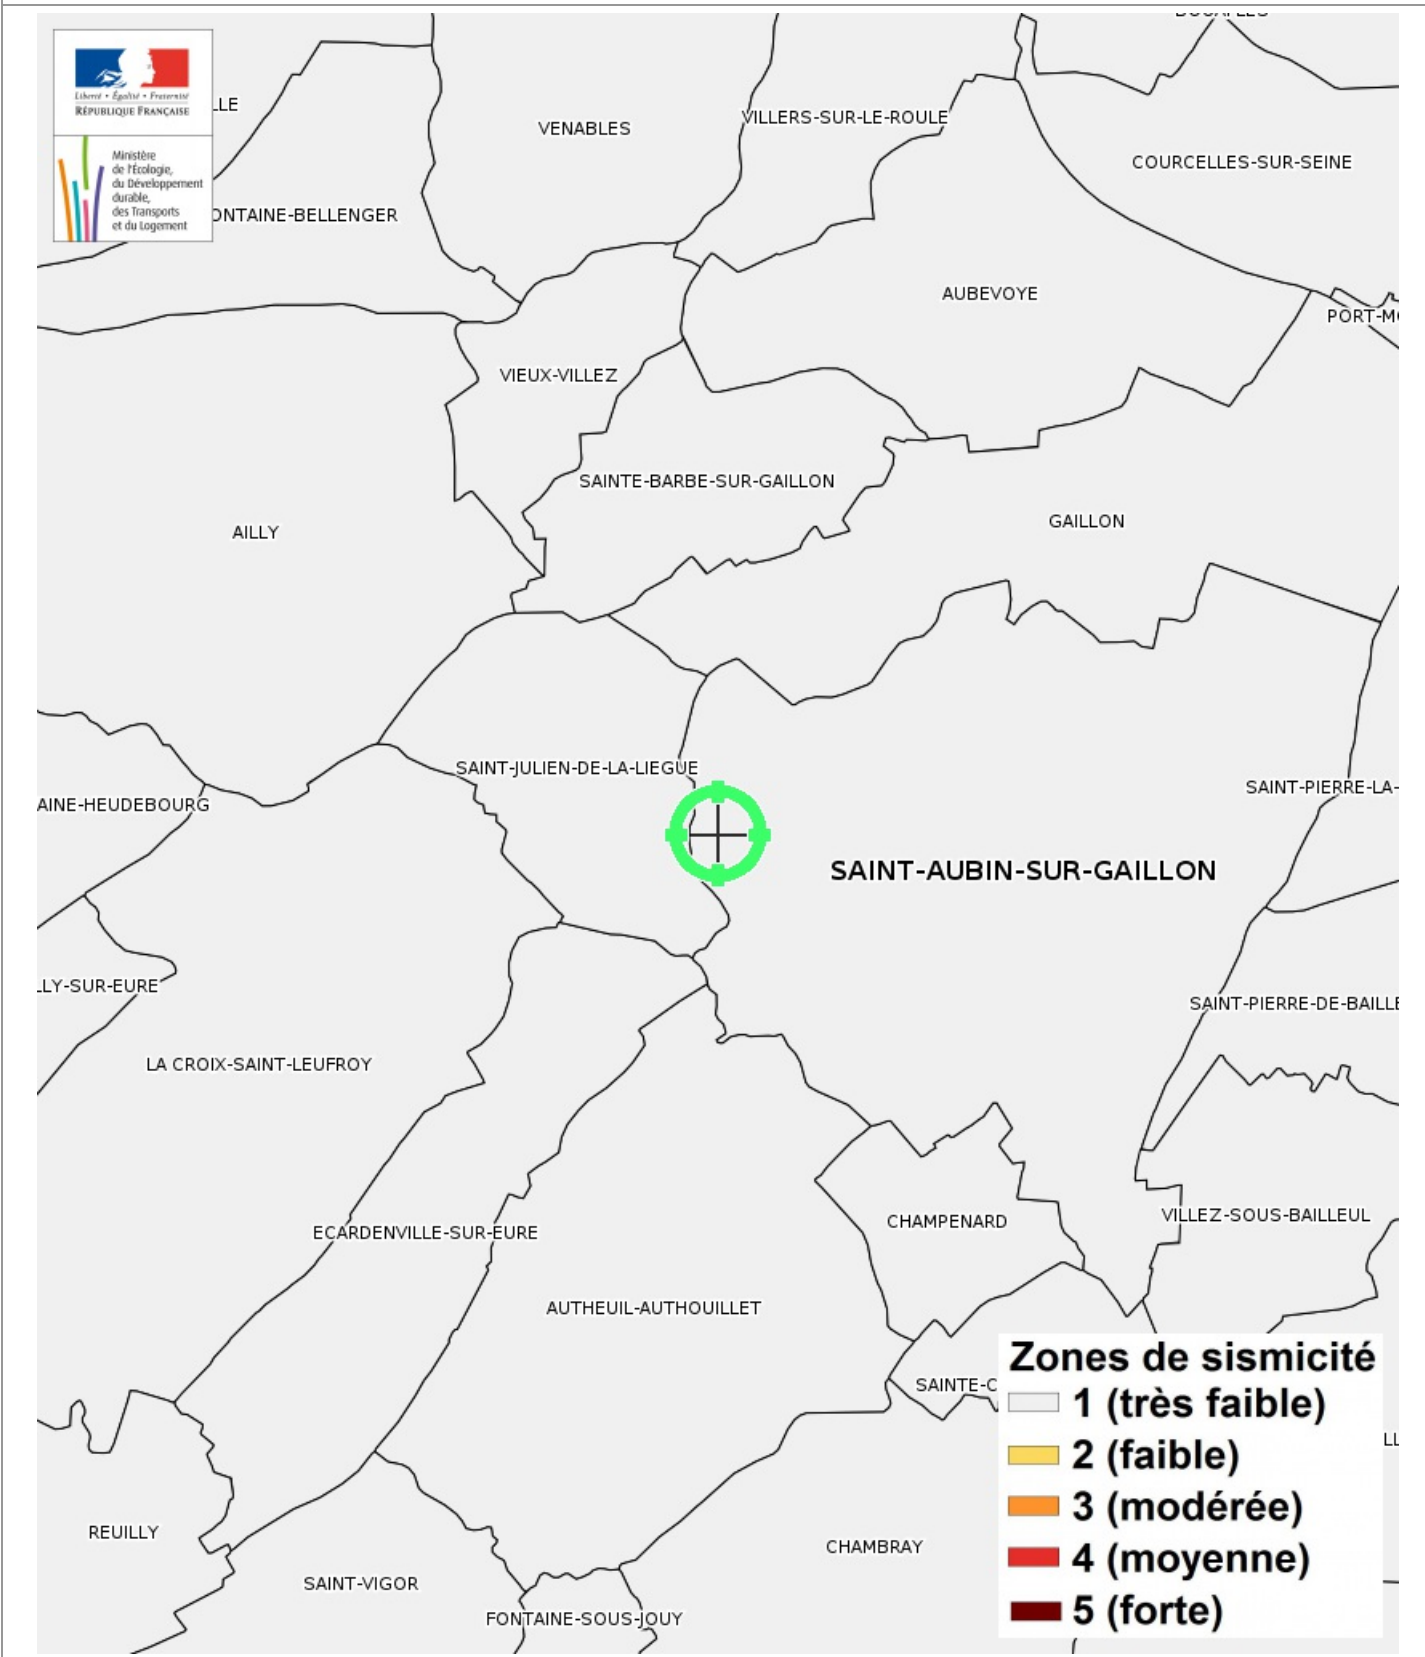 DOUAPLES
Liberté • Égalité • Fraternité
RÉPUBLIQUE FRANÇAISE
LLE
VENABLES
VILLERS-SUR-LE-ROULE
COURCELLES-SUR-SEINE
Ministère
de l'Écologie,
du Développement
durable,
des Transports
et du Logement
ONTAINE-BELLENGER
AUBEVOYE
PORT-MO
VIEUX-VILLEZ
SAINTE-BARBE-SUR-GAILLON
GAILLON
AILLY
SAINT-JULIEN-DE-LA-LIEGUE
SAINT-PIERRE-LA-
AINE-HEUDEBOURG
SAINT-AUBIN-SUR-GAILLON
LLY-SUR-EURE
SAINT-PIERRE-DE-BAILLE
LA CROIX-SAINT-LEUFROY
CHAMPENARD
VILLEZ-SOUS-BAILLEUL
ECARDENVILLE-SUR-EURE
AUTHEUIL-AUTHOUILLET
SAINTE-C
Zones de sismicité
1 (très faible)
2 (faible)
3 (modérée)
4 (moyenne)
5 (forte)
LL
REUILLY
CHAMBRAY
SAINT-VIGOR
FONTAINE-SOUS-JOUY